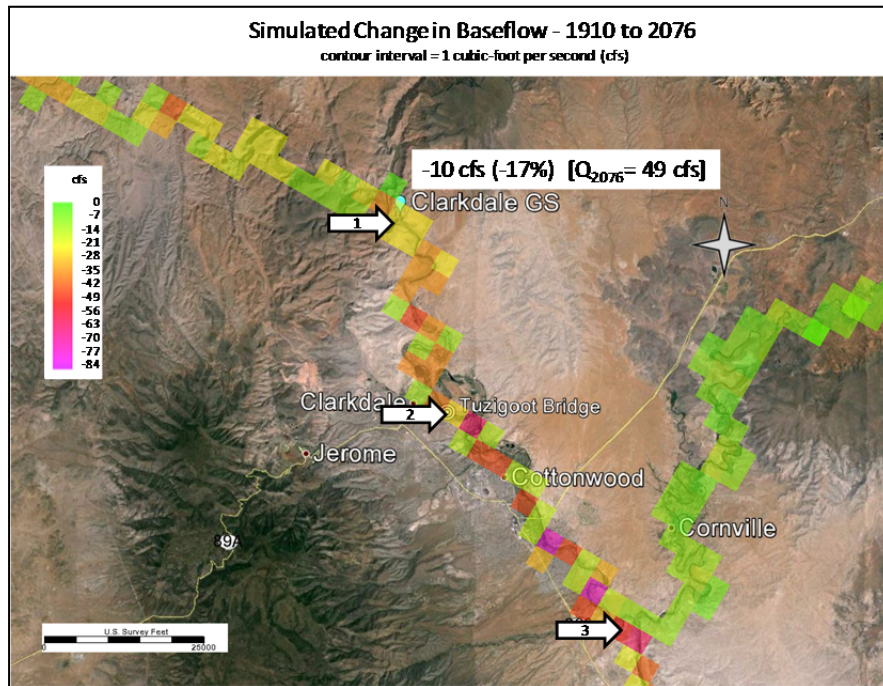 Simulated Change in Baseflow - 1910 to 2076
contour interval = 1 cubic-foot per second (cfs)
-10 cfs (-17%) [Q2076= 49 cfs]
cfs
0
-7
-14
-21
-28
-35
-42
-49
-56
-63
-70
-77
-84
N
Clarkdale GS
1
Clarkdale
2
Tuzigoot Bridge
Jerome
Cottonwood
89A
Cornville
3
U.S. Survey Feet
0 25000